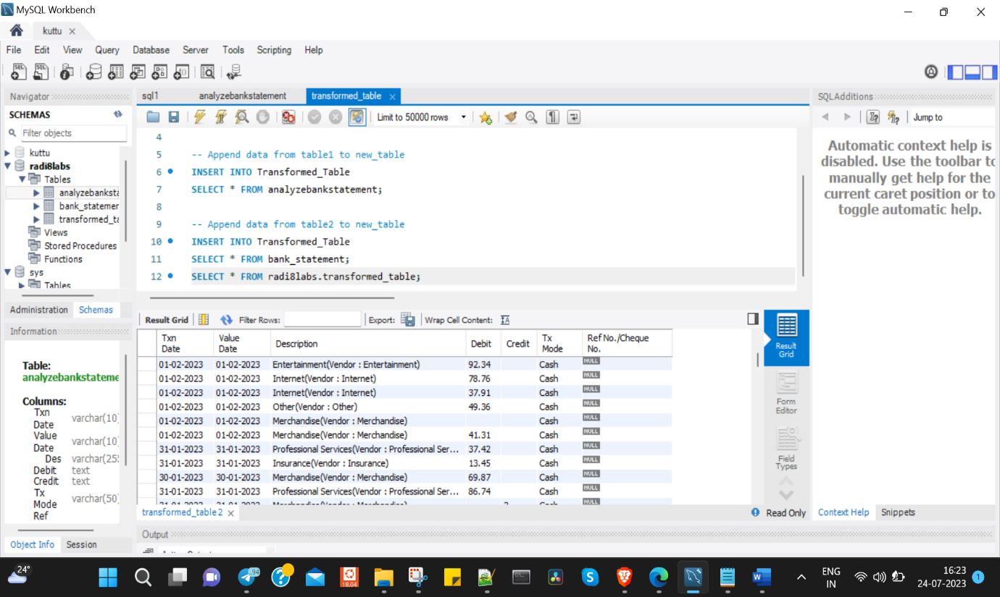 MySQL Workbench
kuttu
File Edit View Query Database Server Tools Scripting Help
Navigator
SCHEMAS
Filter objects
kuttu
radi8labs
Tables
analyzebanksta
bank_statemer
transformed_ta
Views
Stored Procedures
Functions
sys
Tables
Administration Schemas
Information
Table:
analyzebankstateme
Columns:
Txn Date varchar(10)
Value Date varchar(10)
Des varchar(255
Debit text
Credit text
Tx Mode varchar(50)
Ref
Object Info Session
sql1 analyzebankstatement transformed_table
Limit to 50000 rows
4
5 -- Append data from table1 to new_table
6 INSERT INTO Transformed_Table
7 SELECT * FROM analyzebankstatement;
8
9 -- Append data from table2 to new_table
10 INSERT INTO Transformed_Table
11 SELECT * FROM bank_statement;
12 SELECT * FROM radi8labs.transformed_table;
Result Grid Filter Rows: Export: Wrap Cell Content: IA
Txn Date Value Date Description Debit Credit Tx Mode Ref No./Cheque No.
01-02-2023 01-02-2023 Entertainment(Vendor : Entertainment) 92.34 Cash NULL
01-02-2023 01-02-2023 Internet(Vendor : Internet) 78.76 Cash NULL
01-02-2023 01-02-2023 Internet(Vendor : Internet) 37.91 Cash NULL
01-02-2023 01-02-2023 Other(Vendor : Other) 49.36 Cash NULL
01-02-2023 01-02-2023 Merchandise(Vendor : Merchandise) Cash NULL
01-02-2023 01-02-2023 Merchandise(Vendor : Merchandise) 41.31 Cash NULL
31-01-2023 31-01-2023 Professional Services(Vendor : Professional Ser... 37.42 Cash NULL
31-01-2023 31-01-2023 Insurance(Vendor : Insurance) 13.45 Cash NULL
30-01-2023 30-01-2023 Merchandise(Vendor : Merchandise) 69.87 Cash NULL
31-01-2023 31-01-2023 Professional Services(Vendor : Professional Ser... 86.74 Cash NULL
31-01-2023 31-01-2023 Merchandise(Vendor : Merchandise) Cash NULL
transformed_table 2
Read Only
Output
Result Grid
Form Editor
Field Types
SQLAdditions
Jump to
Automatic context help is
disabled. Use the toolbar to
manually get help for the
current caret position or to
toggle automatic help.
Context Help Snippets
24°
94
18.04
ENG
IN
16:23
24-07-2023
1